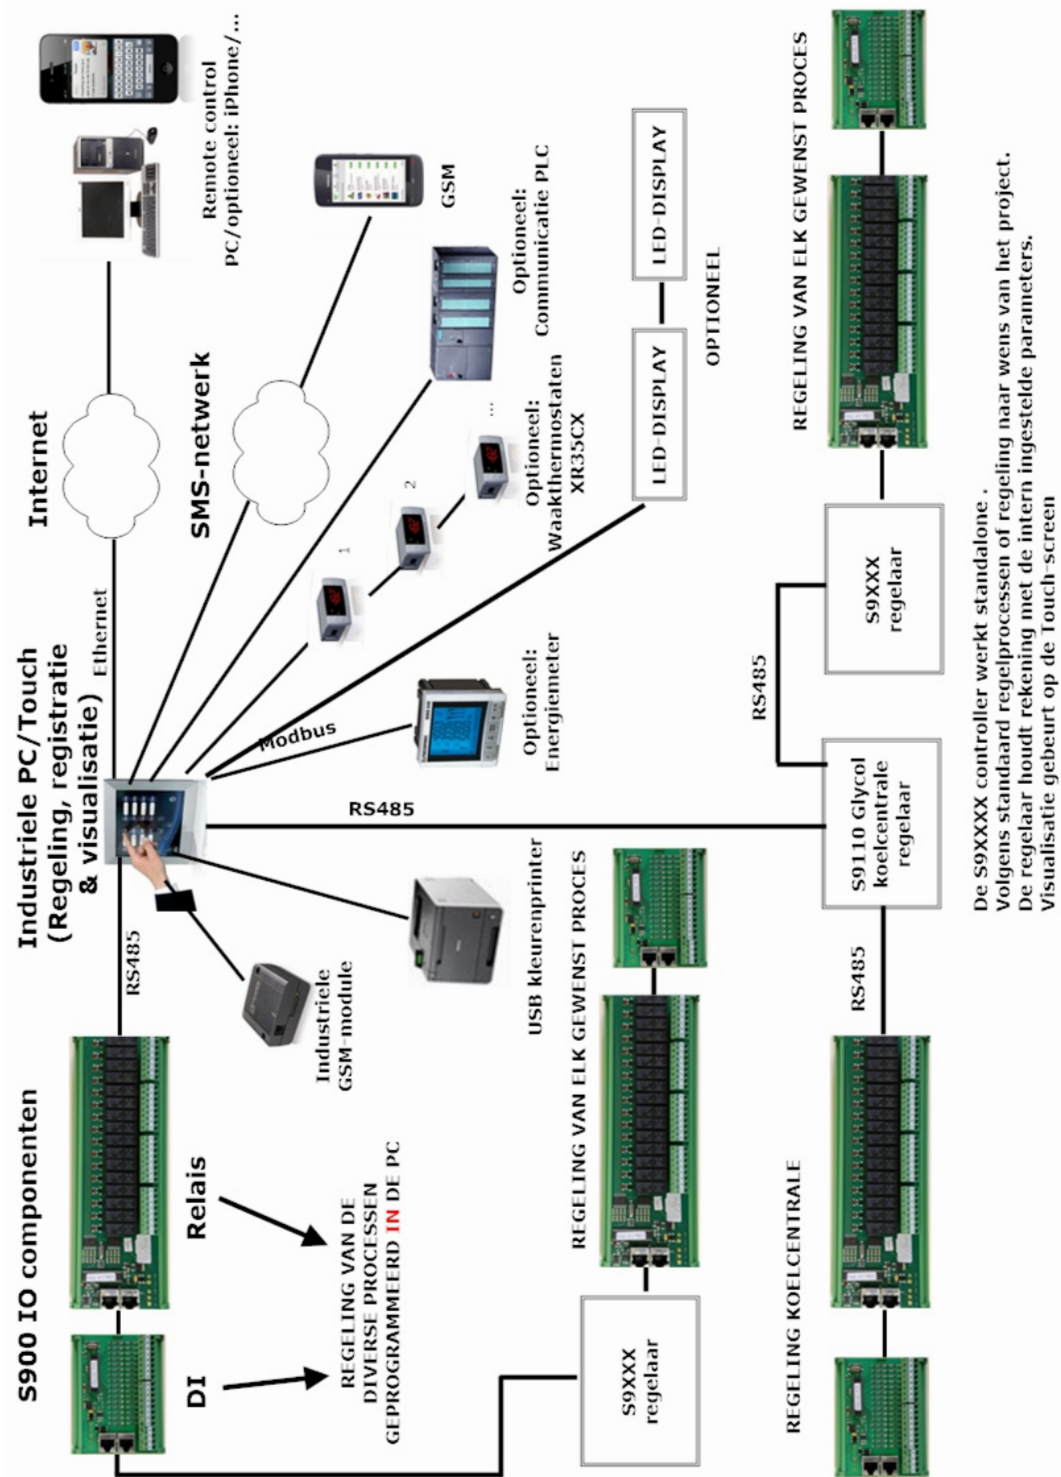 S900 IO componenten
DI
Relais
REGELING VAN DE
DIVERSE PROCESSEN
GEPROGRAMMEERD IN DE PC
RS485
Industriele PC/Touch
(Regeling, registratie
& visualisatie)
Ethernet
Internet
Remote control
PC/optioneel: iPhone/...
SMS-netwerk
GSM
Optioneel:
Communicatie PLC
1
2
...
Optioneel:
Waakthermostaten
XR35CX
LED-DISPLAY
LED-DISPLAY
OPTIONEEL
Modbus
Optioneel:
Energiemeter
RS485
Industriele
GSM-module
USB kleurenprinter
S9XXX
regelaar
REGELING VAN ELK GEWENST PROCES
REGELING KOELCENTRALE
RS485
S9110 Glycol
koelcentrale
regelaar
RS485
S9XXX
regelaar
REGELING VAN ELK GEWENST PROCES
De S9XXXX controller werkt standalone .
Volgens standaard regelprocessen of regeling naar wens van het project.
De regelaar houdt rekening met de intern ingestelde parameters.
Visualisatie gebeurt op de Touch-screen